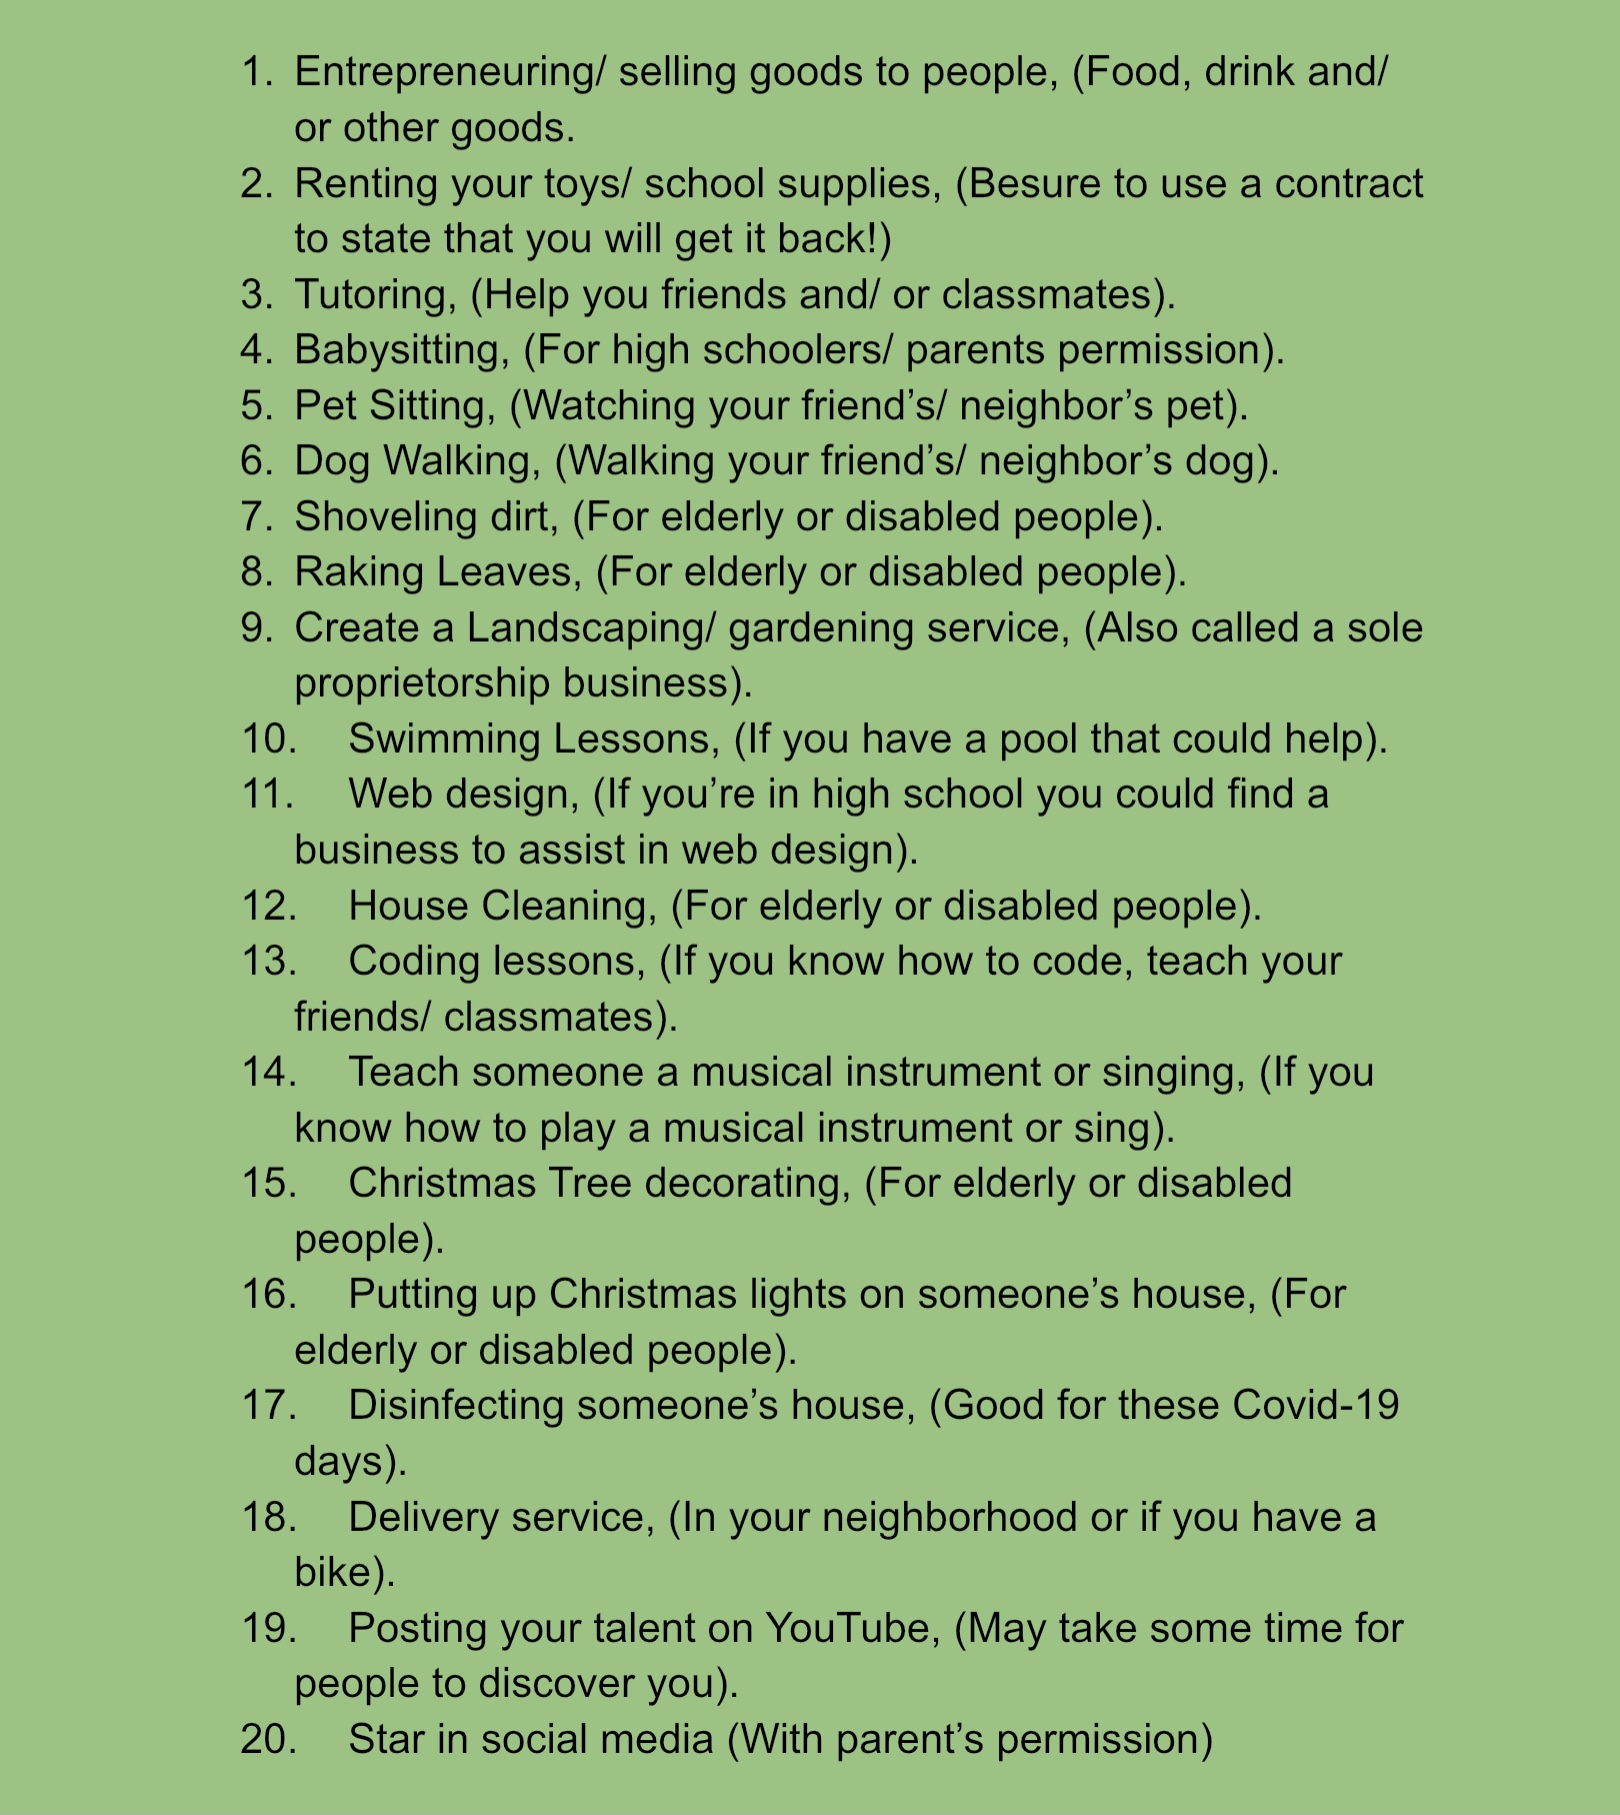 1. Entrepreneuring/ selling goods to people, (Food, drink and/
or other goods.
2. Renting your toys/ school supplies, (Besure to use a contract
to state that you will get it back!)
3. Tutoring, (Help you friends and/ or classmates).
4. Babysitting, (For high schoolers/ parents permission).
5. Pet Sitting, (Watching your friend’s/ neighbor’s pet).
6. Dog Walking, (Walking your friend’s/ neighbor’s dog).
7. Shoveling dirt, (For elderly or disabled people).
8. Raking Leaves, (For elderly or disabled people).
9. Create a Landscaping/ gardening service, (Also called a sole
proprietorship business).
10. Swimming Lessons, (If you have a pool that could help).
11. Web design, (If you’re in high school you could find a
business to assist in web design).
12. House Cleaning, (For elderly or disabled people).
13. Coding lessons, (If you know how to code, teach your
friends/ classmates).
14. Teach someone a musical instrument or singing, (If you
know how to play a musical instrument or sing).
15. Christmas Tree decorating, (For elderly or disabled
people).
16. Putting up Christmas lights on someone’s house, (For
elderly or disabled people).
17. Disinfecting someone’s house, (Good for these Covid-19
days).
18. Delivery service, (In your neighborhood or if you have a
bike).
19. Posting your talent on YouTube, (May take some time for
people to discover you).
20. Star in social media (With parent’s permission)